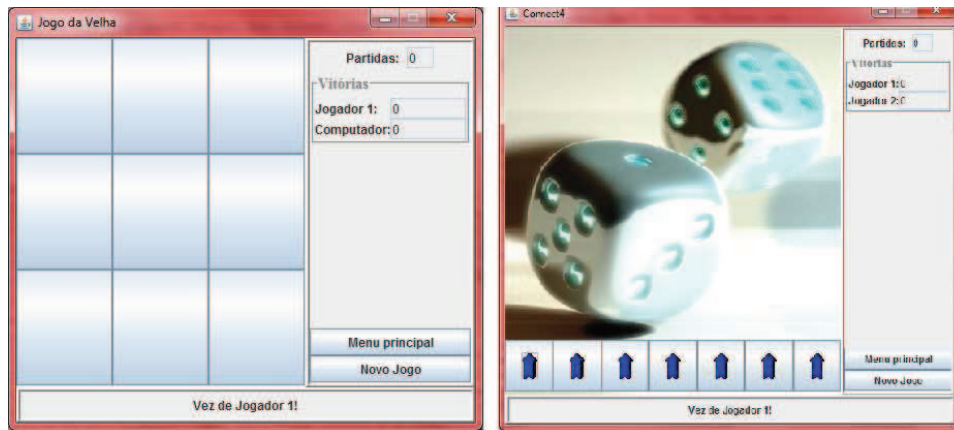 Jogo da Velha
Partidas: 0
Vitórias
Jogador 1: 0
Computador: 0
Menu principal
Novo Jogo
Vez de Jogador 1!
Connect4
Partidas: 0
Vitórias
Jogador 1: 0
Jogador 2: 0
Menu principal
Novo Jogo
Vez de Jogador 1!